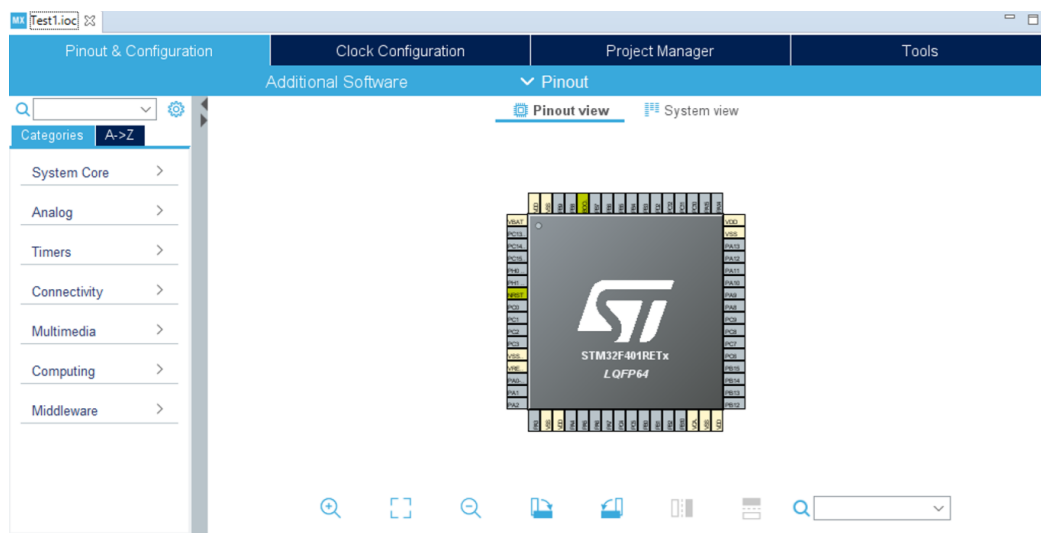 MX Test1.ioc
Pinout & Configuration
Clock Configuration
Project Manager
Tools
Additional Software
Pinout
Pinout view
System view
Categories
A->Z
System Core
Analog
Timers
Connectivity
Multimedia
Computing
Middleware
VBAT
PC13..
PC14..
PC15..
PH0..
PH1..
NRST
PC0
PC1
PC2
PC3
VSS..
VRE..
PA0-..
PA1
PA2
VDD
VSS
PA13
PA12
PA11
PA10
PA9
PA8
PC9
PC8
PC7
PC6
PB15
PB14
PB13
PB12
ST
STM32F401RETx
LQFP64